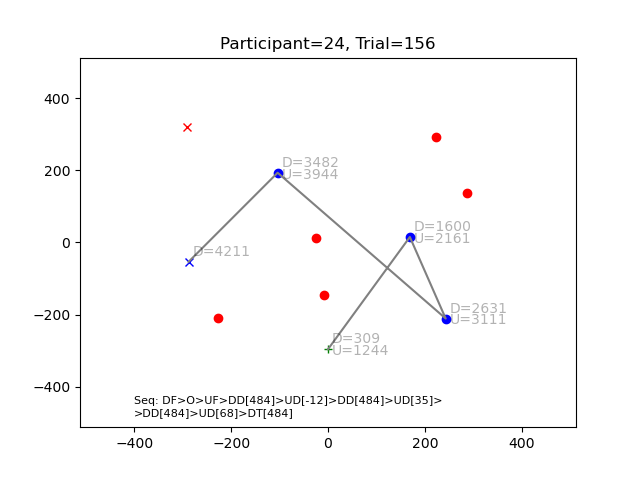 Participant=24, Trial=156
400
200
0
−200
−400
D=3482
U=3944
D=4211
D=1600
U=2161
D=2631
U=3111
D=309
U=1244
Seq: DF>O>UF>DD[484]>UD[-12]>DD[484]>UD[35]>
>DD[484]>UD[68]>DT[484]
−400 −200 0 200 400